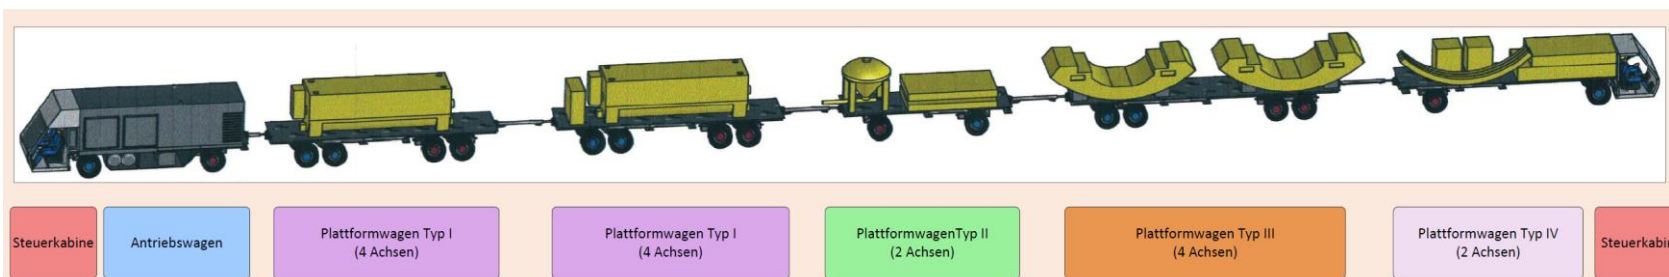 Steuerkabine
Antriebswagen
Plattformwagen Typ I
(4 Achsen)
Plattformwagen Typ I
(4 Achsen)
PlattformwagenTyp II
(2 Achsen)
Plattformwagen Typ III
(4 Achsen)
Plattformwagen Typ IV
(2 Achsen)
Steuerkabin